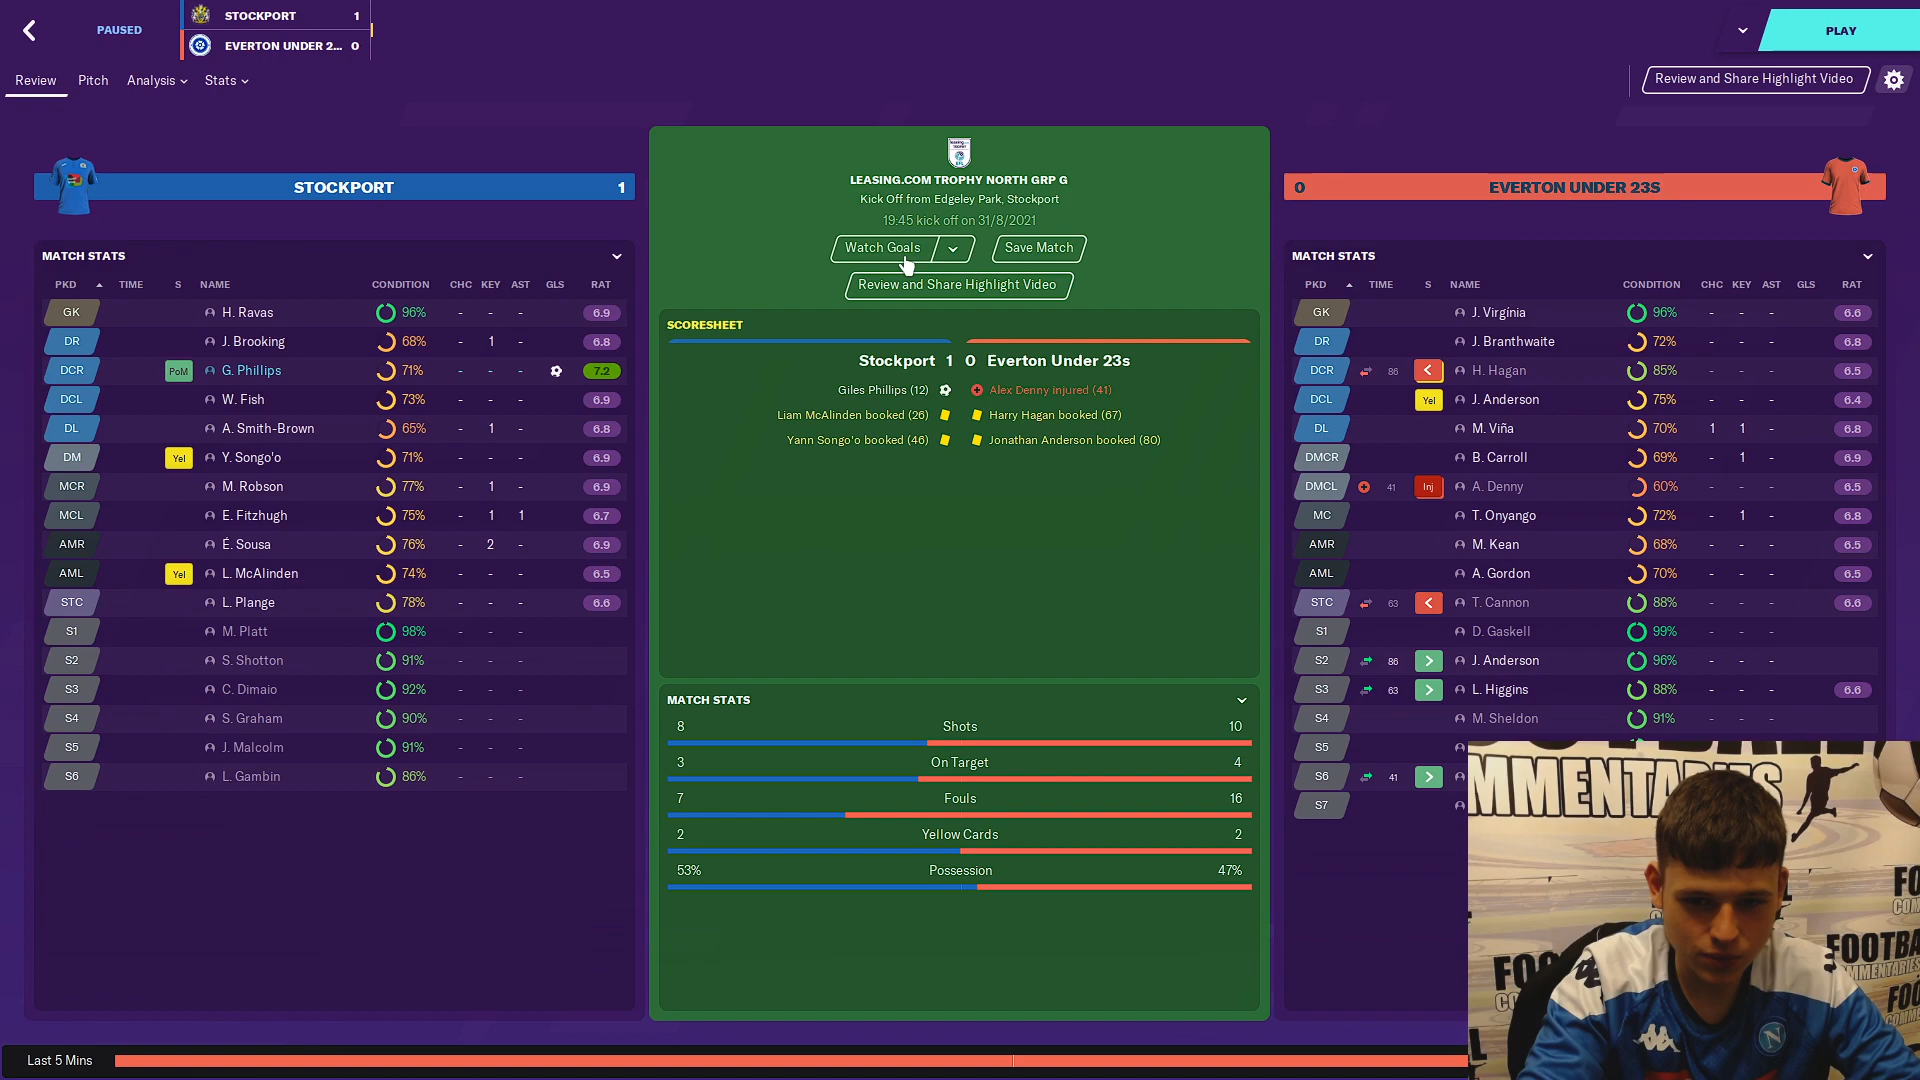 PAUSED
STOCKPORT 1
EVERTON UNDER 2... 0
PLAY
Review Pitch Analysis Stats
Review and Share Highlight Video
STOCKPORT 1
MATCH STATS
PKD TIME S NAME CONDITION CHC KEY AST GLS RAT
GK H. Ravas 96% - - - 6.9
DR J. Brooking 68% - 1 - 6.8
DCR PoM G. Phillips 71% - - - 7.2
DCL W. Fish 73% - - - 6.9
DL A. Smith-Brown 65% - 1 - 6.8
DM Yel Y. Songo'o 71% - - - 6.9
MCR M. Robson 77% - 1 - 6.9
MCL E. Fitzhugh 75% - 1 1 6.7
AMR É. Sousa 76% - 2 - 6.9
AML Yel L. McAlinden 74% - - - 6.5
STC L. Plange 78% - - - 6.6
S1 M. Platt 98% - - -
S2 S. Shotton 91% - - -
S3 C. Dimaio 92% - - -
S4 S. Graham 90% - - -
S5 J. Malcolm 91% - - -
S6 L. Gambin 86% - - -
LEASING.COM TROPHY NORTH GRP G
Kick Off from Edgeley Park, Stockport
19:45 kick off on 31/8/2021
Watch Goals
Save Match
Review and Share Highlight Video
SCORESHEET
Stockport 1 0 Everton Under 23s
Giles Phillips (12) Alex Denny injured (41)
Liam McAlinden booked (26) Harry Hagan booked (67)
Yann Songo'o booked (46) Jonathan Anderson booked (80)
MATCH STATS
8 Shots 10
3 On Target 4
7 Fouls 16
2 Yellow Cards 2
53% Possession 47%
0 EVERTON UNDER 23S
MATCH STATS
PKD TIME S NAME CONDITION CHC KEY AST GLS RAT
GK J. Virgínia 96% - - - 6.6
DR J. Branthwaite 72% - - - 6.8
DCR 86 H. Hagan 85% - - - 6.5
DCL Yel J. Anderson 75% - - - 6.4
DL M. Viña 70% 1 1 - 6.8
DMCR B. Carroll 69% - 1 - 6.9
DMCL 41 Inj A. Denny 60% - - - 6.5
MC T. Onyango 72% - 1 - 6.8
AMR M. Kean 68% - - - 6.5
AML A. Gordon 70% - - - 6.5
STC 63 T. Cannon 88% - - - 6.6
S1 D. Gaskell 99% - - -
S2 86 J. Anderson 96% - - -
S3 63 L. Higgins 88% - - - 6.6
S4 M. Sheldon 91% - - -
S5
S6 41
S7
Last 5 Mins